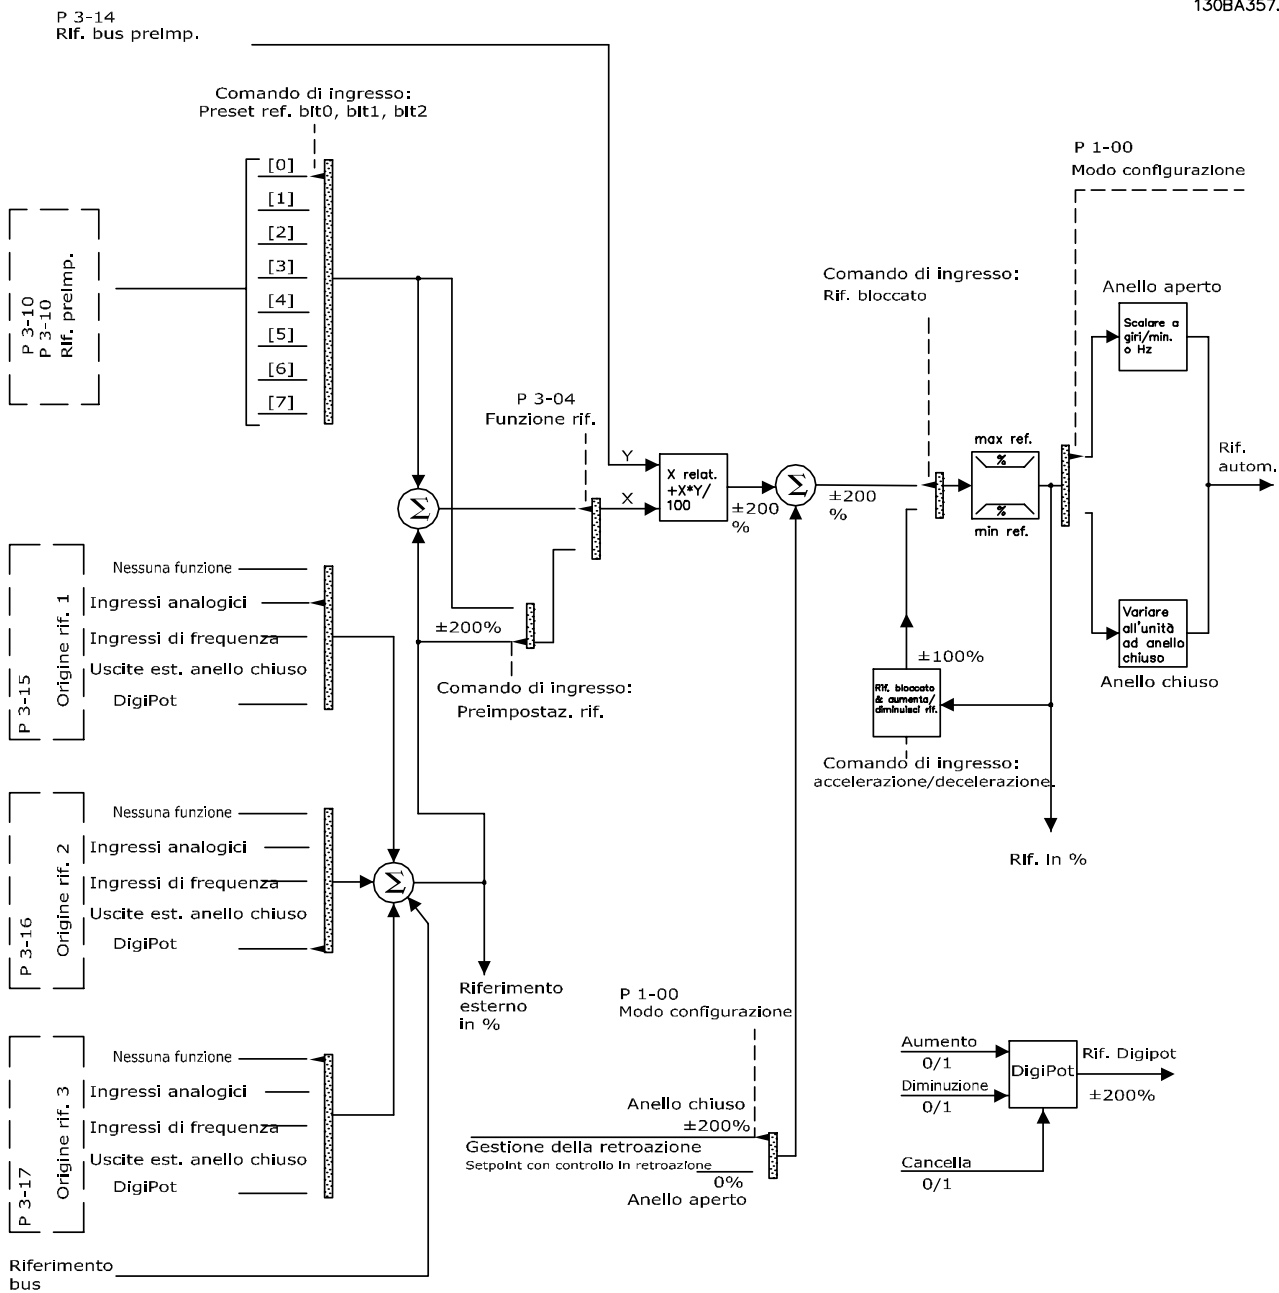 130BA357.
P 3-14
Rif. bus preimp.
Comando di ingresso:
Preset ref. bit0, bit1, bit2
[0]
[1]
[2]
[3]
[4]
[5]
[6]
[7]
P 3-10
P 3-10
Rif. preimp.
P 1-00
Modo configurazione
Comando di ingresso:
Rif. bloccato
Anello aperto
Scalare a
giri/min.
o Hz
P 3-04
Funzione rif.
Y
X
X relat.
+X*Y/
100
±200
%
Σ
±200
%
max ref.
%
%
min ref.
Rif.
autom.
Σ
±200%
Comando di ingresso:
Preimpostaz. rif.
Variare
all'unità
ad anello
chiuso
Anello chiuso
±100%
Rif. bloccato
& aumenta/
diminuisci rif.
Comando di ingresso:
accelerazione/decelerazione.
Rif. in %
P 3-15
Origine rif. 1
Nessuna funzione
Ingressi analogici
Ingressi di frequenza
Uscite est. anello chiuso
DigiPot
P 3-16
Origine rif. 2
Nessuna funzione
Ingressi analogici
Ingressi di frequenza
Uscite est. anello chiuso
DigiPot
Σ
Riferimento
esterno
in %
P 3-17
Origine rif. 3
Nessuna funzione
Ingressi analogici
Ingressi di frequenza
Uscite est. anello chiuso
DigiPot
Riferimento
bus
P 1-00
Modo configurazione
Anello chiuso
±200%
Gestione della retroazione
Setpoint con controllo in retroazione
0%
Anello aperto
Aumento
0/1
Diminuzione
0/1
Cancella
0/1
DigiPot
Rif. Digipot
±200%